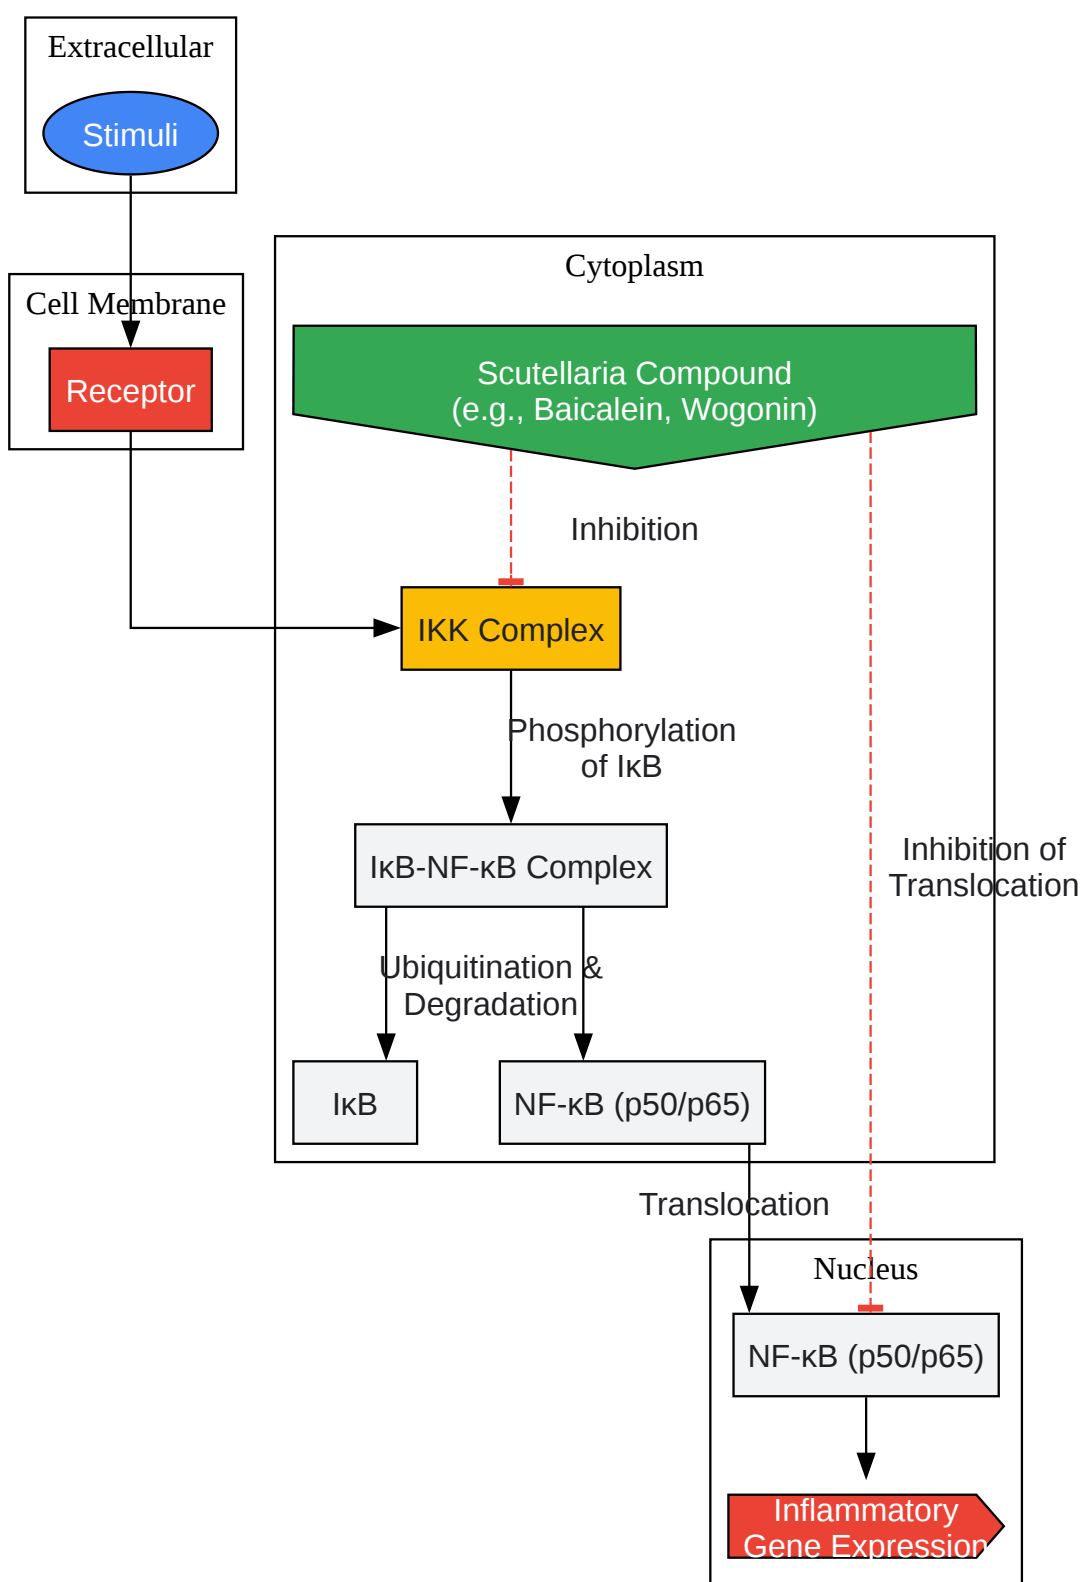 Extracellular
Stimuli
Cell Membrane
Receptor
Cytoplasm
Scutellaria Compound
(e.g., Baicalein, Wogonin)
Inhibition
IKK Complex
Phosphorylation
of IκB
IκB-NF-κB Complex
Inhibition of
Translocation
Ubiquitination &
Degradation
IκB
NF-κB (p50/p65)
Translocation
Nucleus
NF-κB (p50/p65)
Inflammatory
Gene Expression